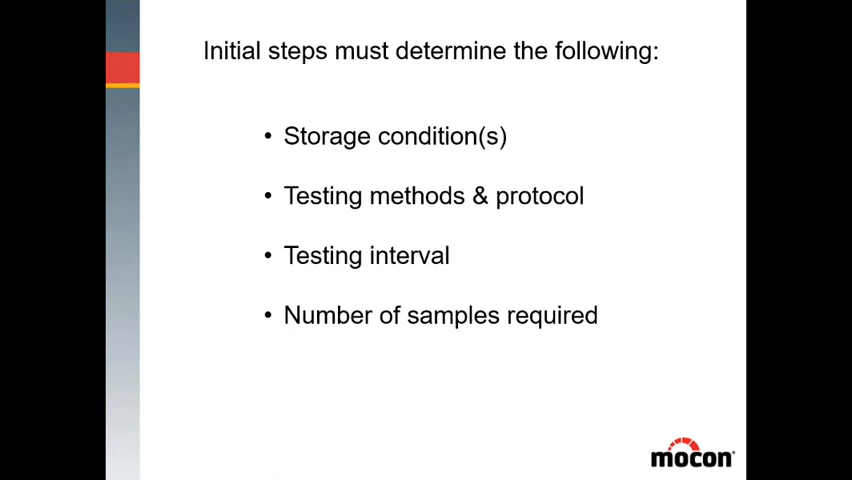 Initial steps must determine the following:
• Storage condition(s)
• Testing methods & protocol
• Testing interval
• Number of samples required
mocon®